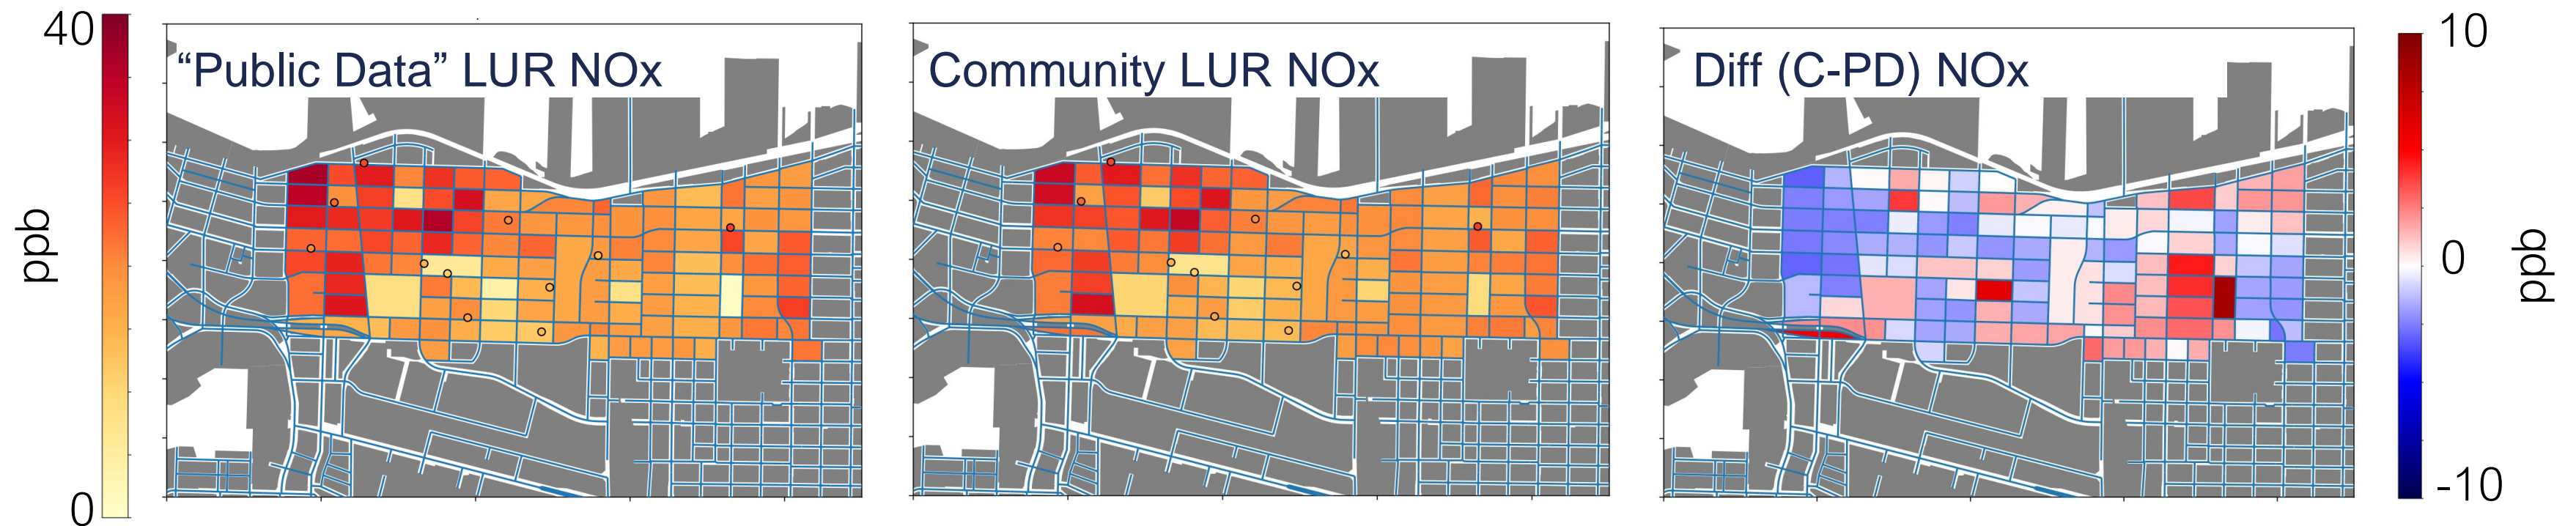 40
ppb
0
“Public Data” LUR NOx
Community LUR NOx
Diff (C-PD) NOx
10
0
ppb
-10